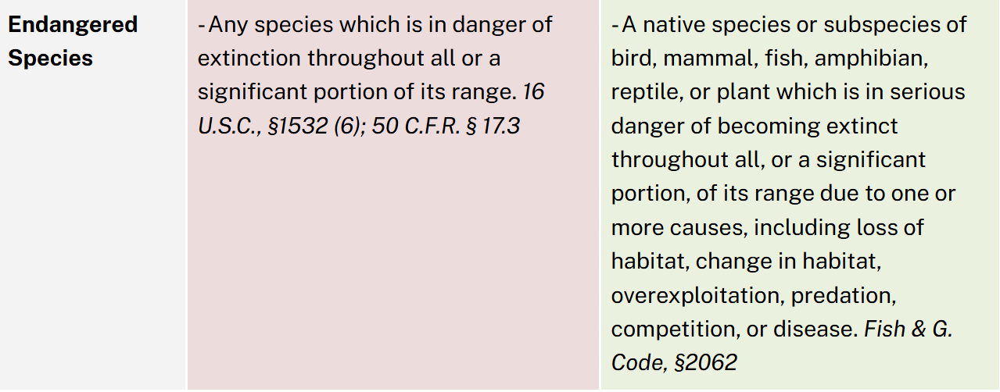 Endangered
Species
- Any species which is in danger of
extinction throughout all or a
significant portion of its range. 16
U.S.C., §1532 (6); 50 C.F.R. § 17.3
- A native species or subspecies of
bird, mammal, fish, amphibian,
reptile, or plant which is in serious
danger of becoming extinct
throughout all, or a significant
portion, of its range due to one or
more causes, including loss of
habitat, change in habitat,
overexploitation, predation,
competition, or disease. Fish & G.
Code, §2062